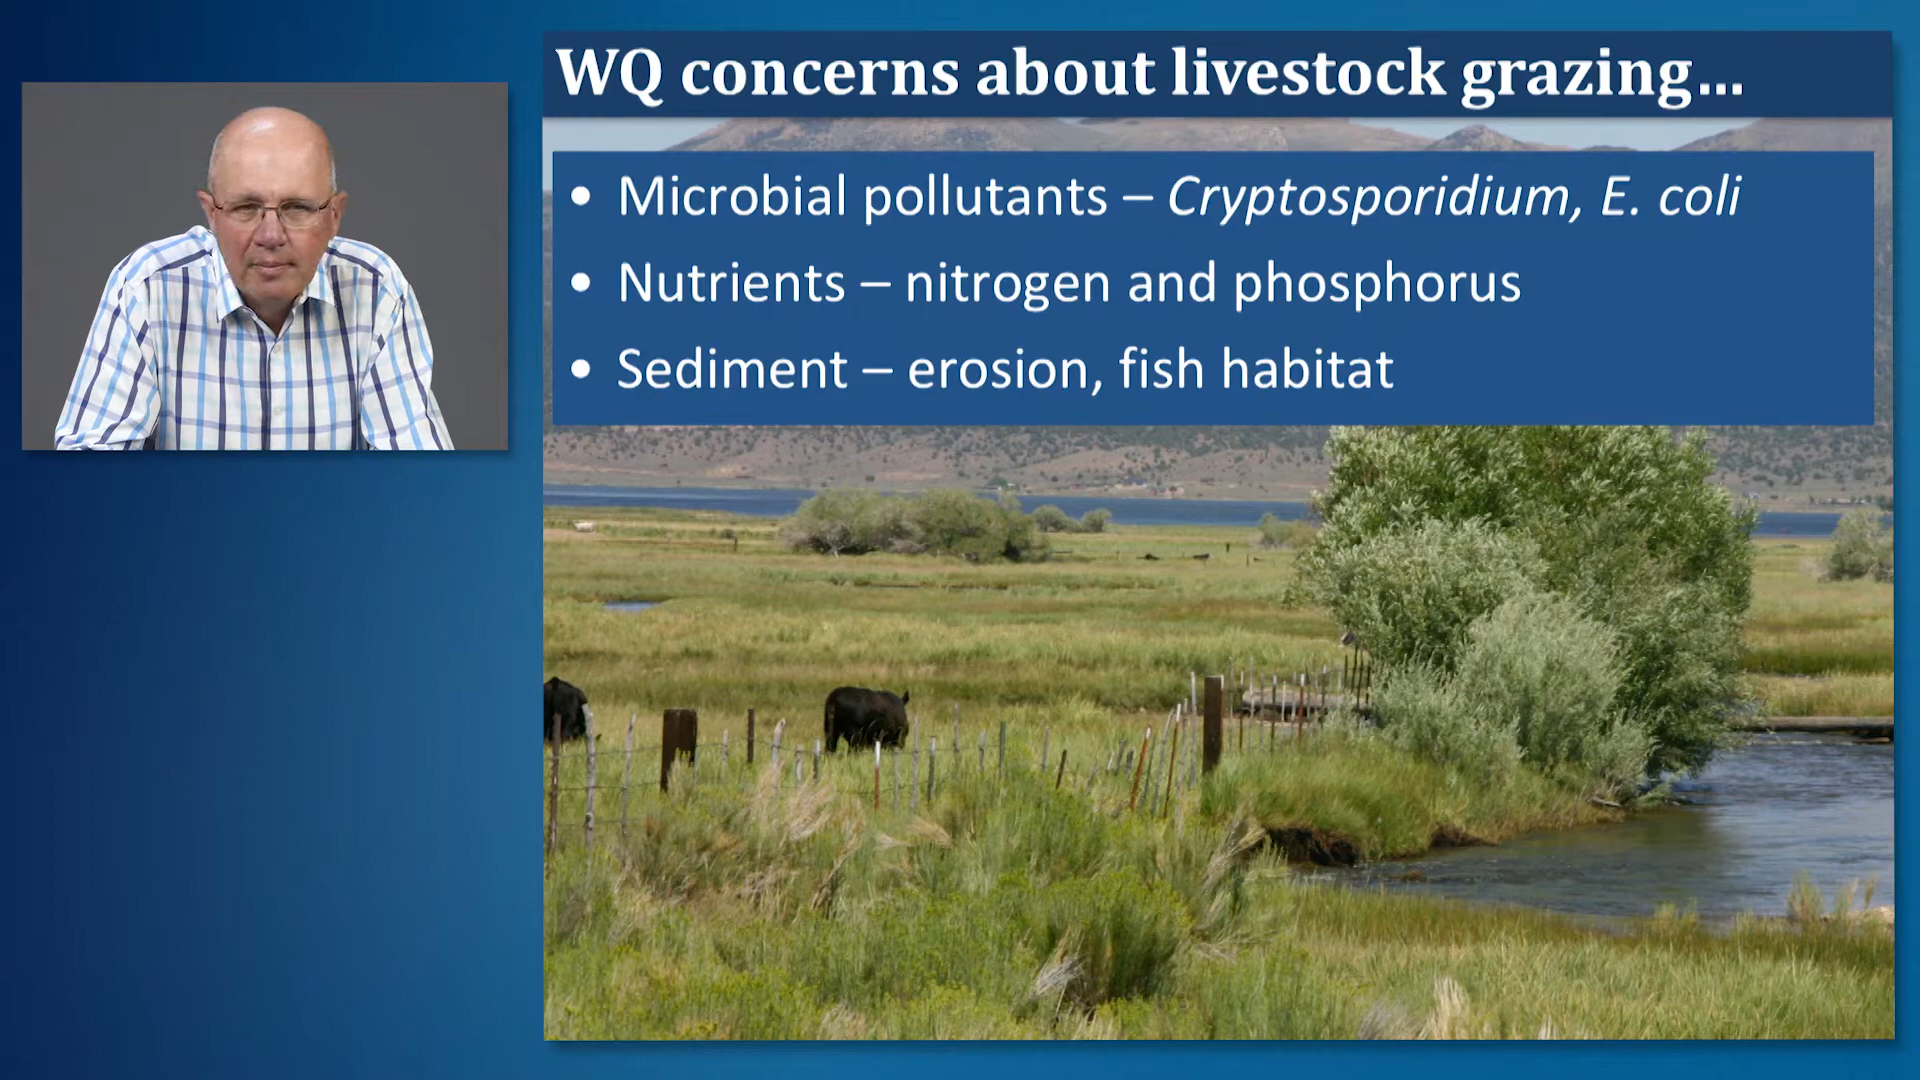 WQ concerns about livestock grazing...
• Microbial pollutants – Cryptosporidium, E. coli
• Nutrients – nitrogen and phosphorus
• Sediment – erosion, fish habitat